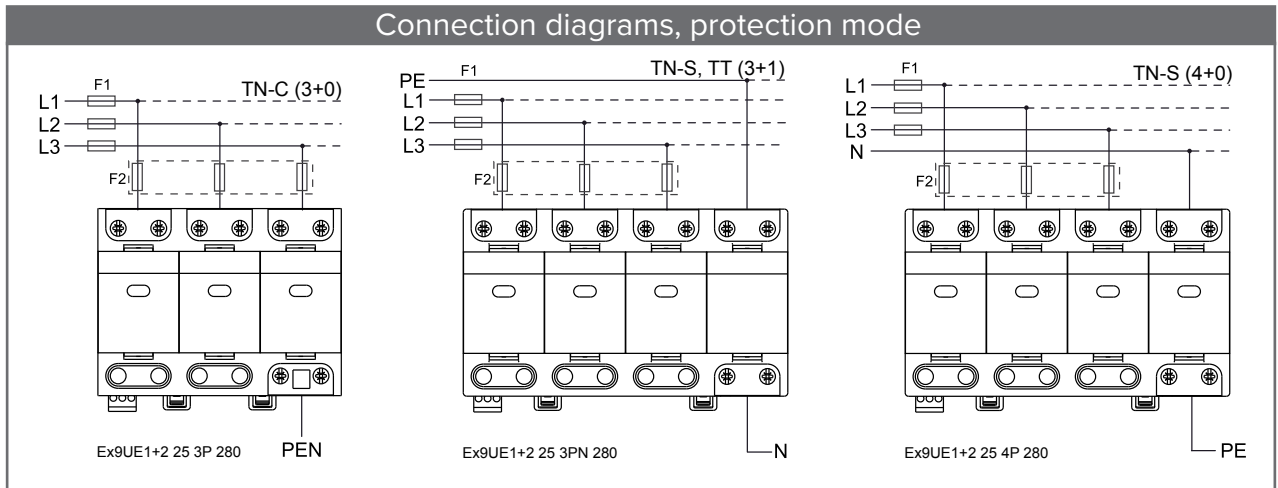 Connection diagrams, protection mode
F1
TN-C (3+0)
L1
L2
L3
F2
Ex9UE1+2 25 3P 280
PEN
F1
TN-S, TT (3+1)
PE
L1
L2
L3
F2
Ex9UE1+2 25 3PN 280
N
F1
TN-S (4+0)
L1
L2
L3
N
F2
Ex9UE1+2 25 4P 280
PE